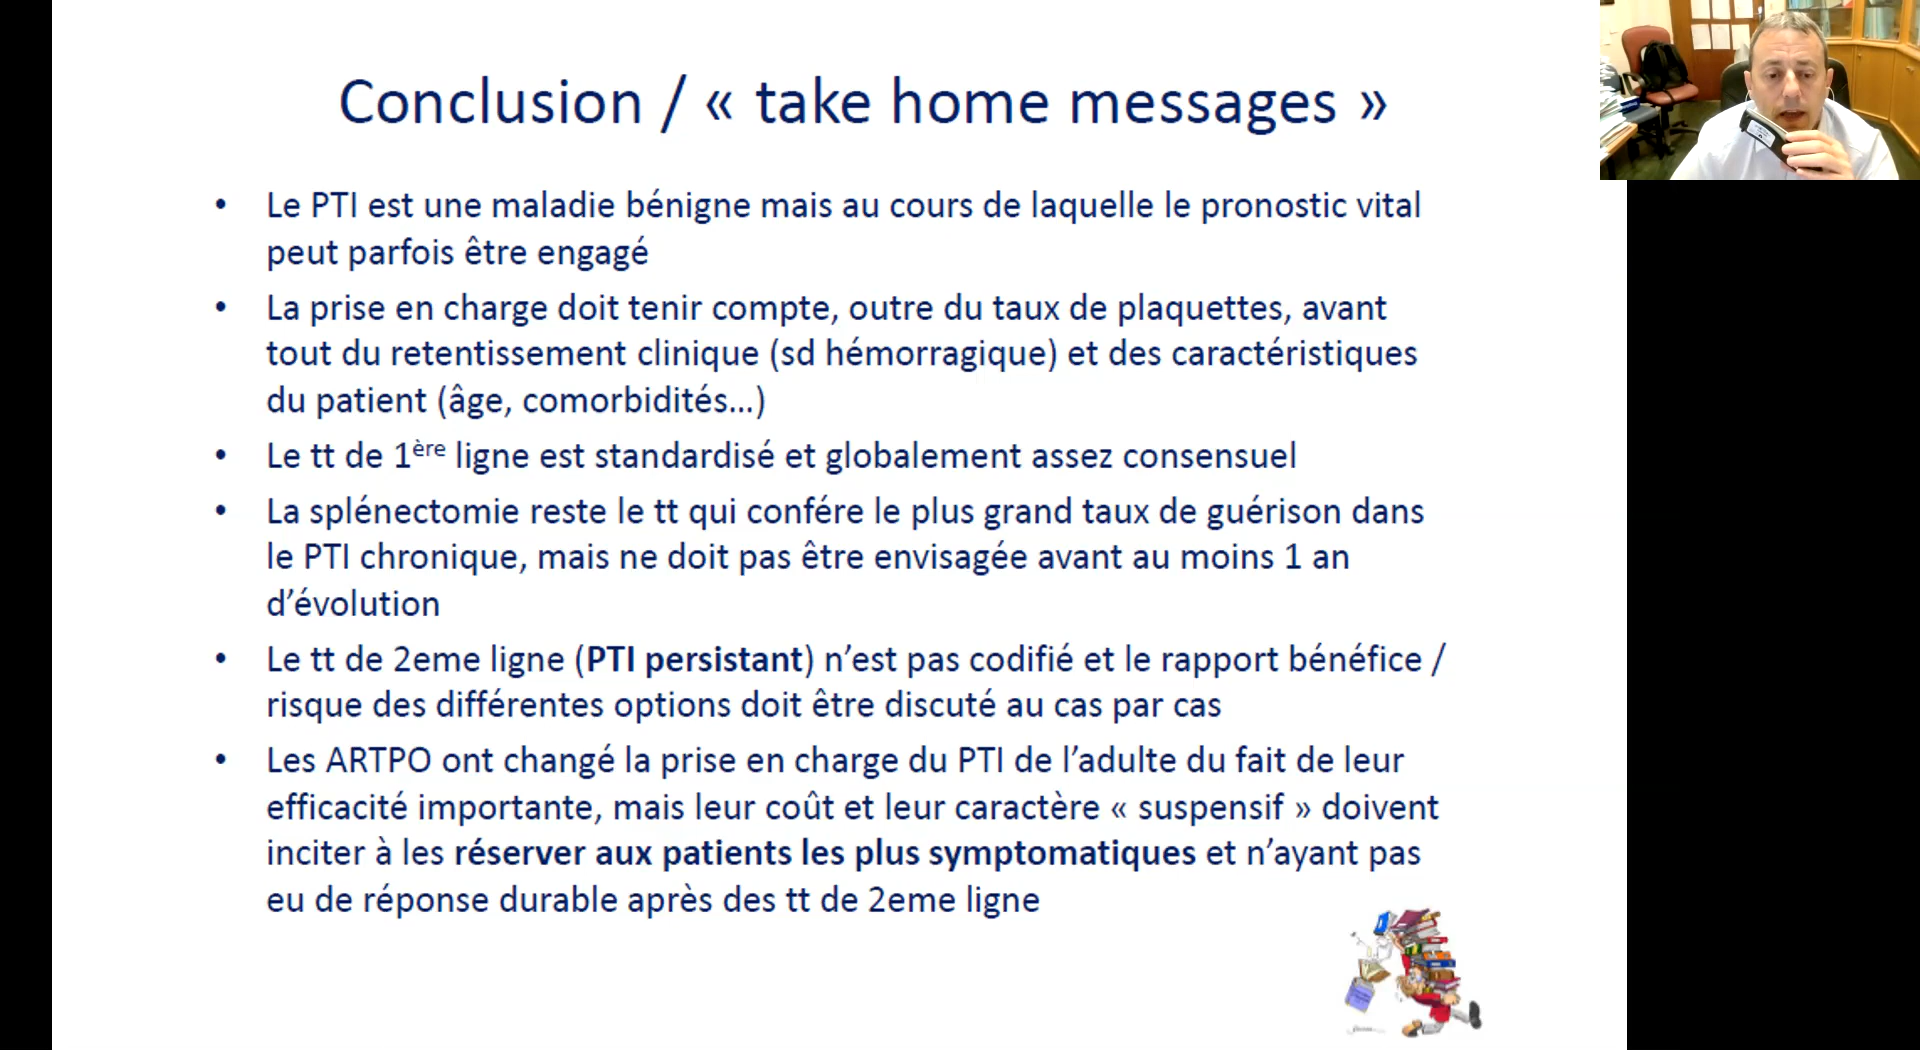 Conclusion / « take home messages »
• Le PTI est une maladie bénigne mais au cours de laquelle le pronostic vital
peut parfois être engagé
• La prise en charge doit tenir compte, outre du taux de plaquettes, avant
tout du retentissement clinique (sd hémorragique) et des caractéristiques
du patient (âge, comorbidités...)
• Le tt de 1ère ligne est standardisé et globalement assez consensuel
• La splénectomie reste le tt qui confére le plus grand taux de guérison dans
le PTI chronique, mais ne doit pas être envisagée avant au moins 1 an
d’évolution
• Le tt de 2eme ligne (PTI persistant) n’est pas codifié et le rapport bénéfice /
risque des différentes options doit être discuté au cas par cas
• Les ARTPO ont changé la prise en charge du PTI de l’adulte du fait de leur
efficacité importante, mais leur coût et leur caractère « suspensif » doivent
inciter à les réserver aux patients les plus symptomatiques et n’ayant pas
eu de réponse durable après des tt de 2eme ligne